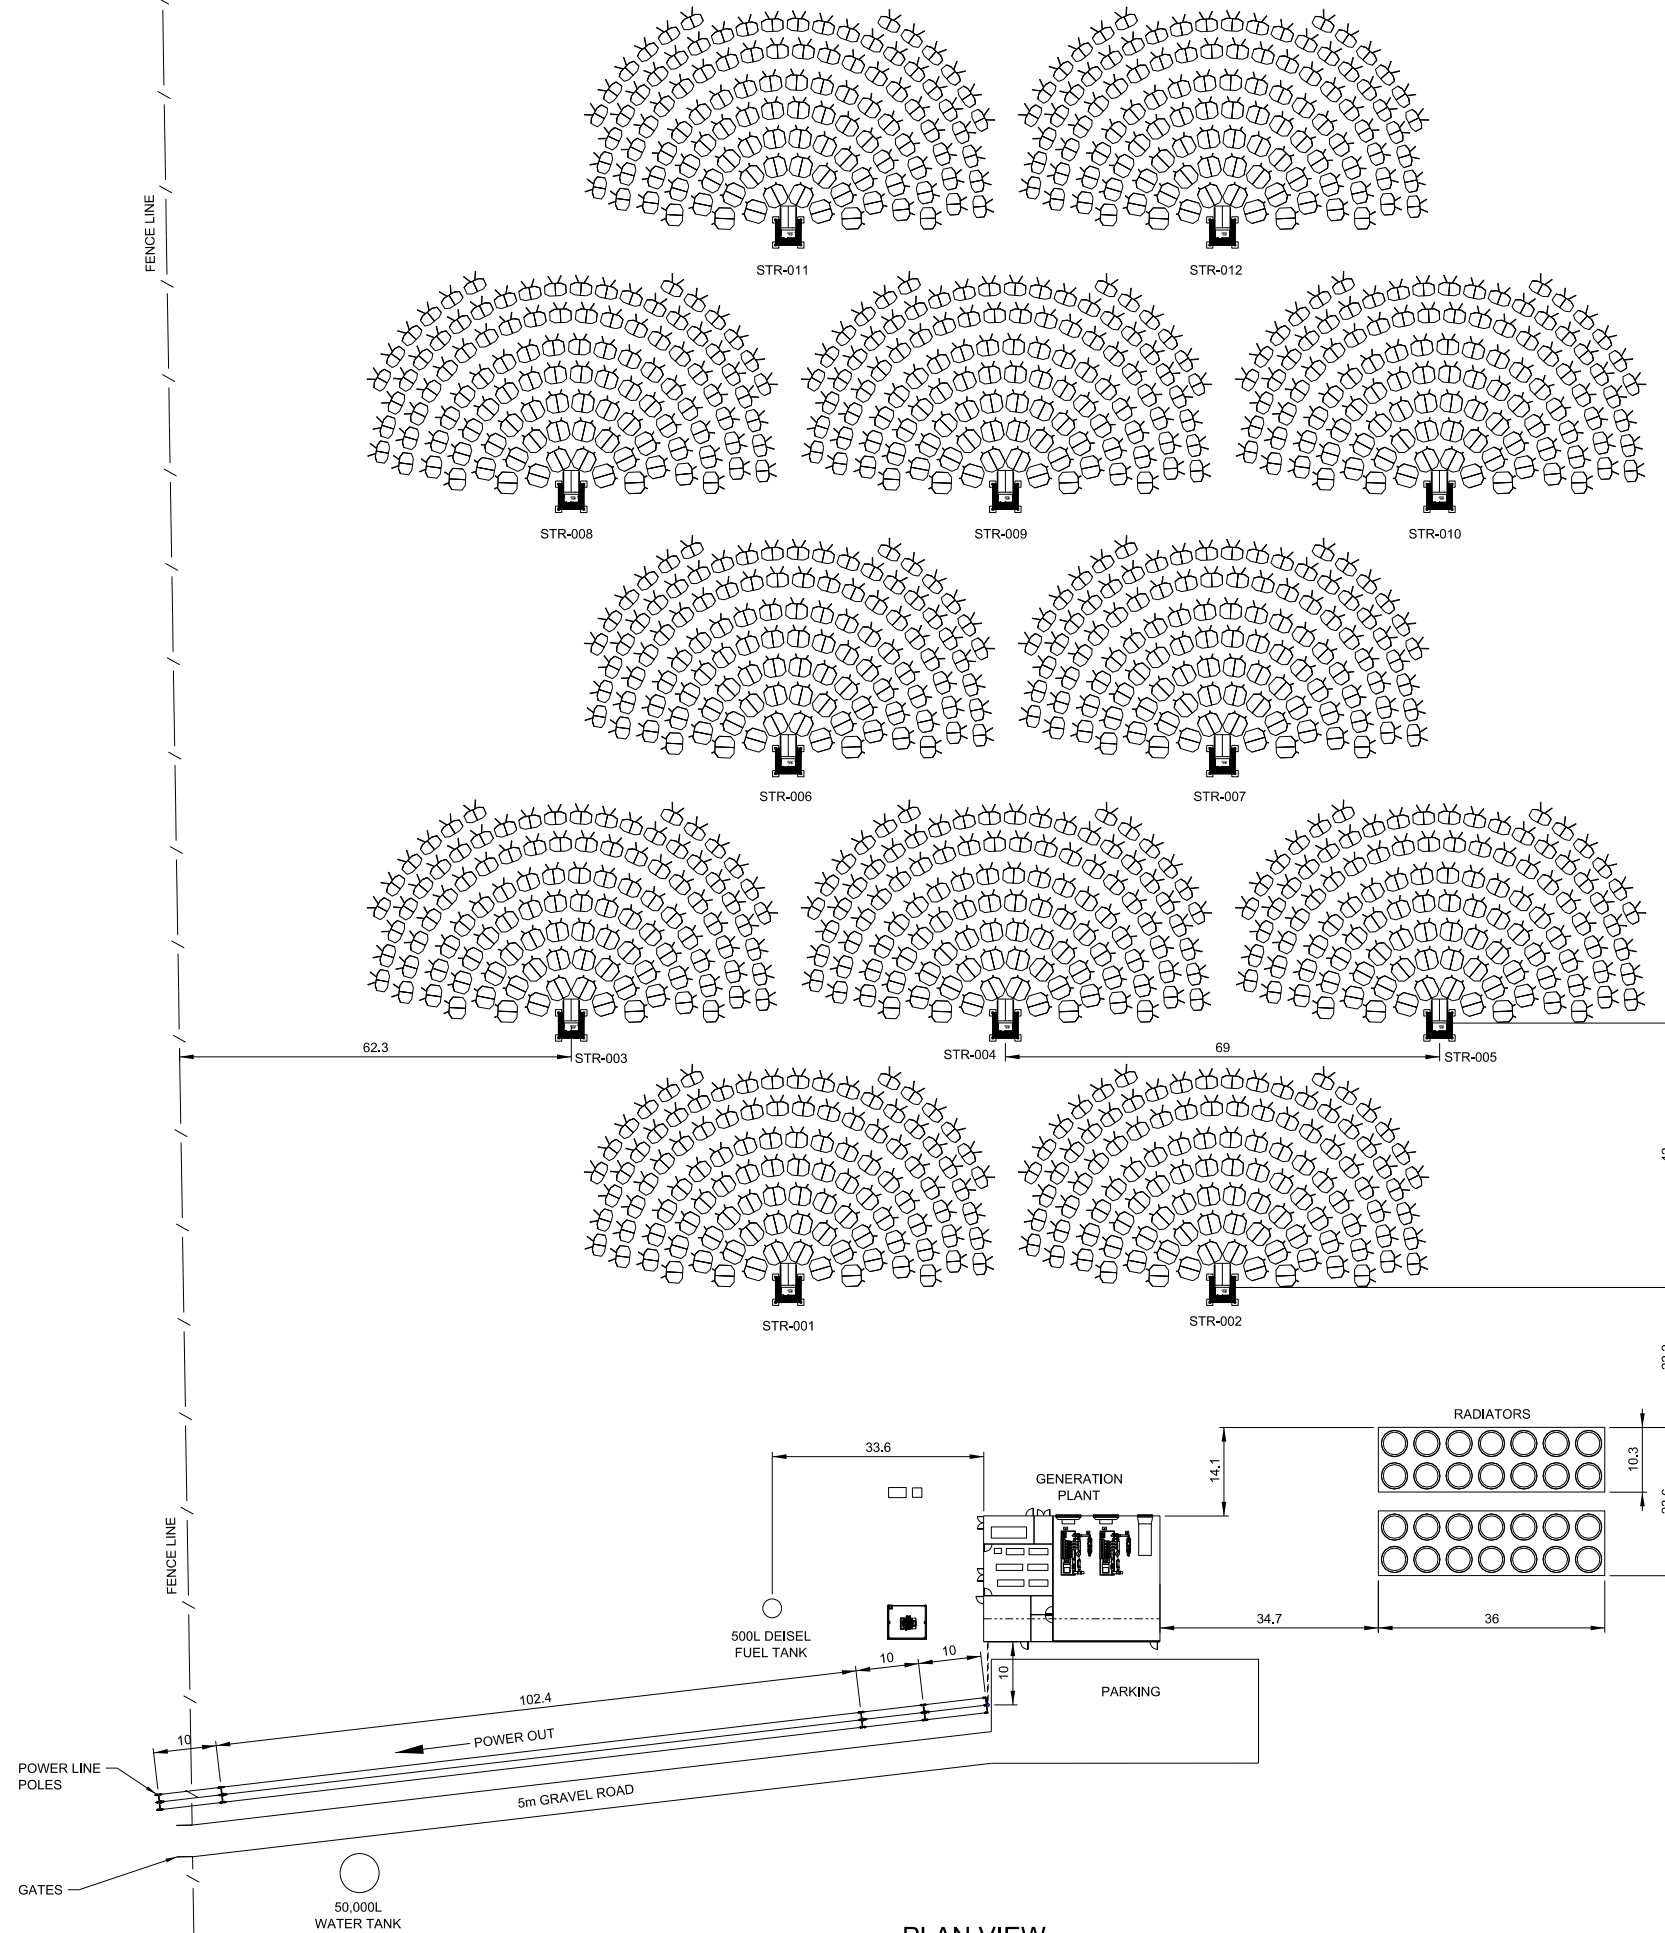 FENCE LINE
STR-011
STR-012
STR-008
STR-009
STR-010
STR-006
STR-007
62.3
STR-003
STR-004
69
STR-005
STR-001
STR-002
RADIATORS
33.6
14.1
10.3
GENERATION
PLANT
FENCE LINE
500L DEISEL
FUEL TANK
34.7
36
10
10
10
PARKING
102.4
10
POWER OUT
POWER LINE
POLES
5m GRAVEL ROAD
GATES
50,000L
WATER TANK